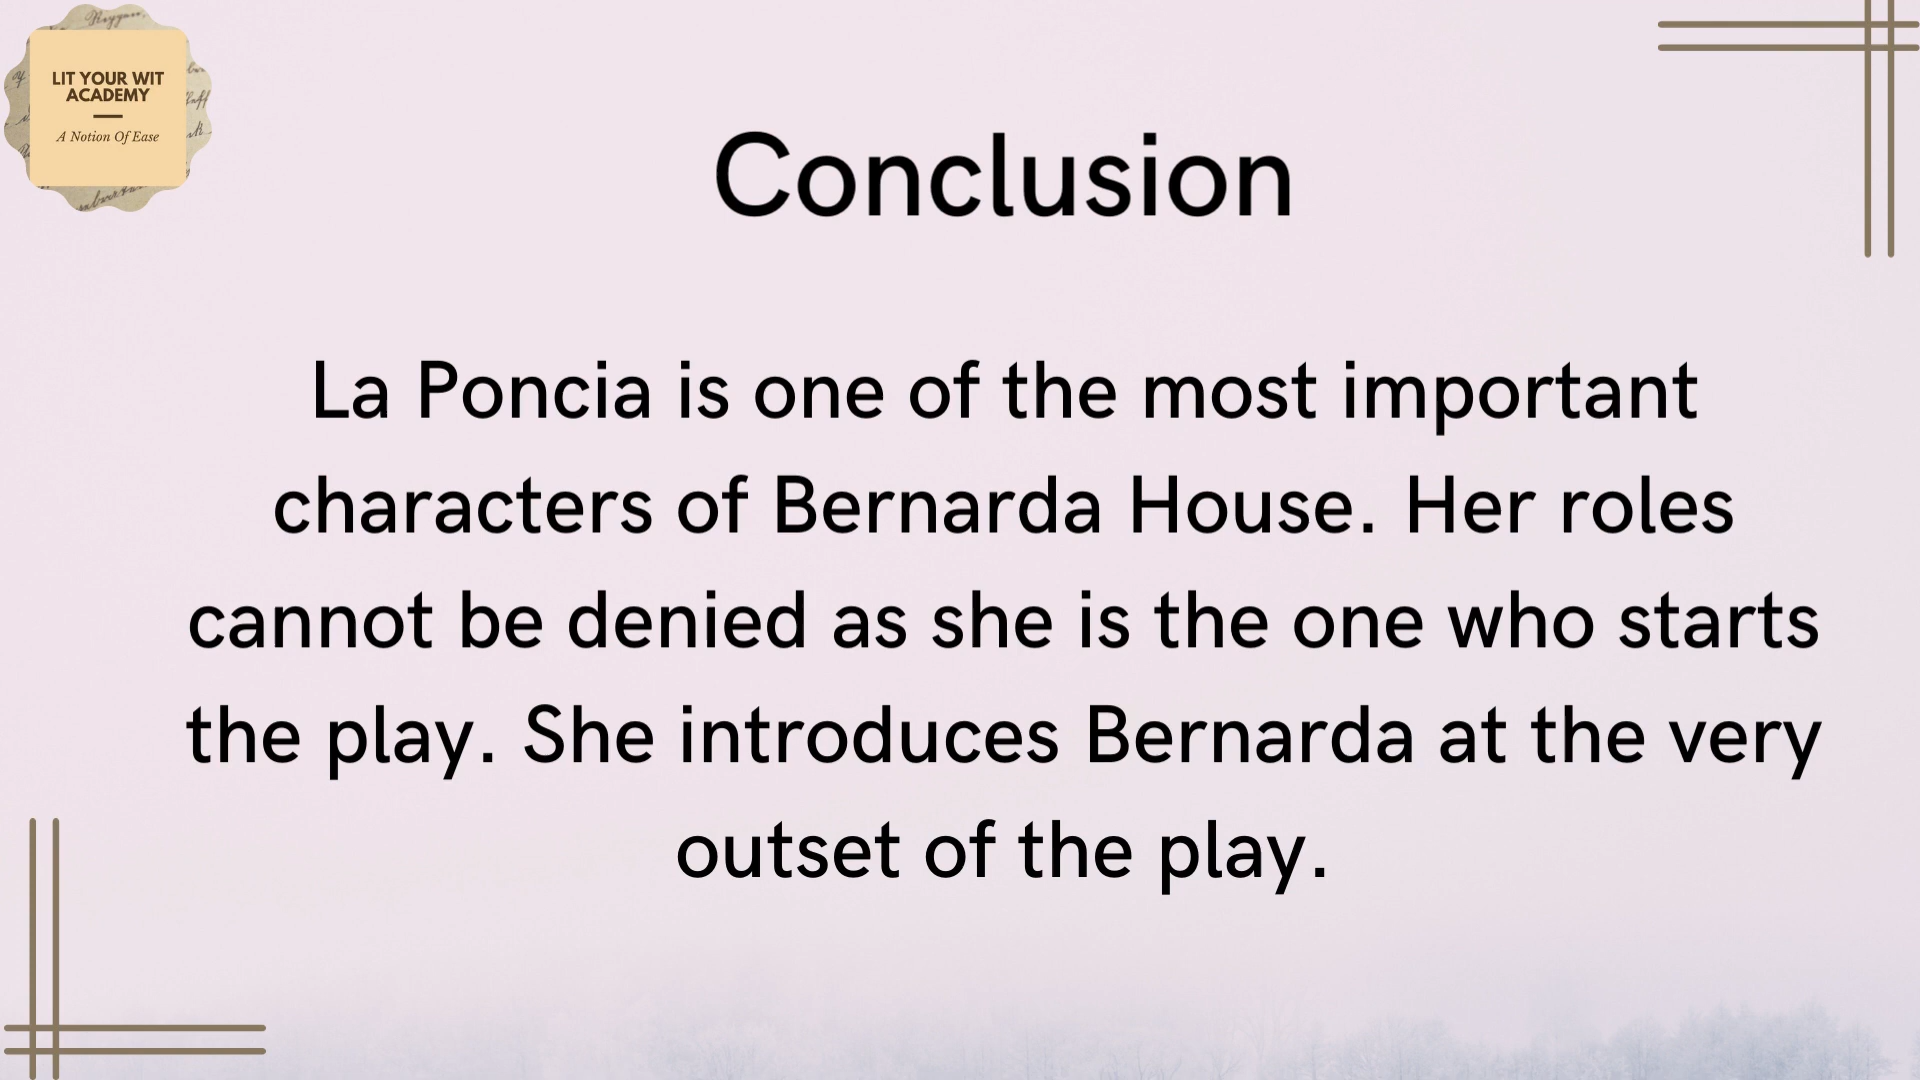 LIT YOUR WIT
ACADEMY
A Notion Of Ease
Conclusion
La Poncia is one of the most important
characters of Bernarda House. Her roles
cannot be denied as she is the one who starts
the play. She introduces Bernarda at the very
outset of the play.